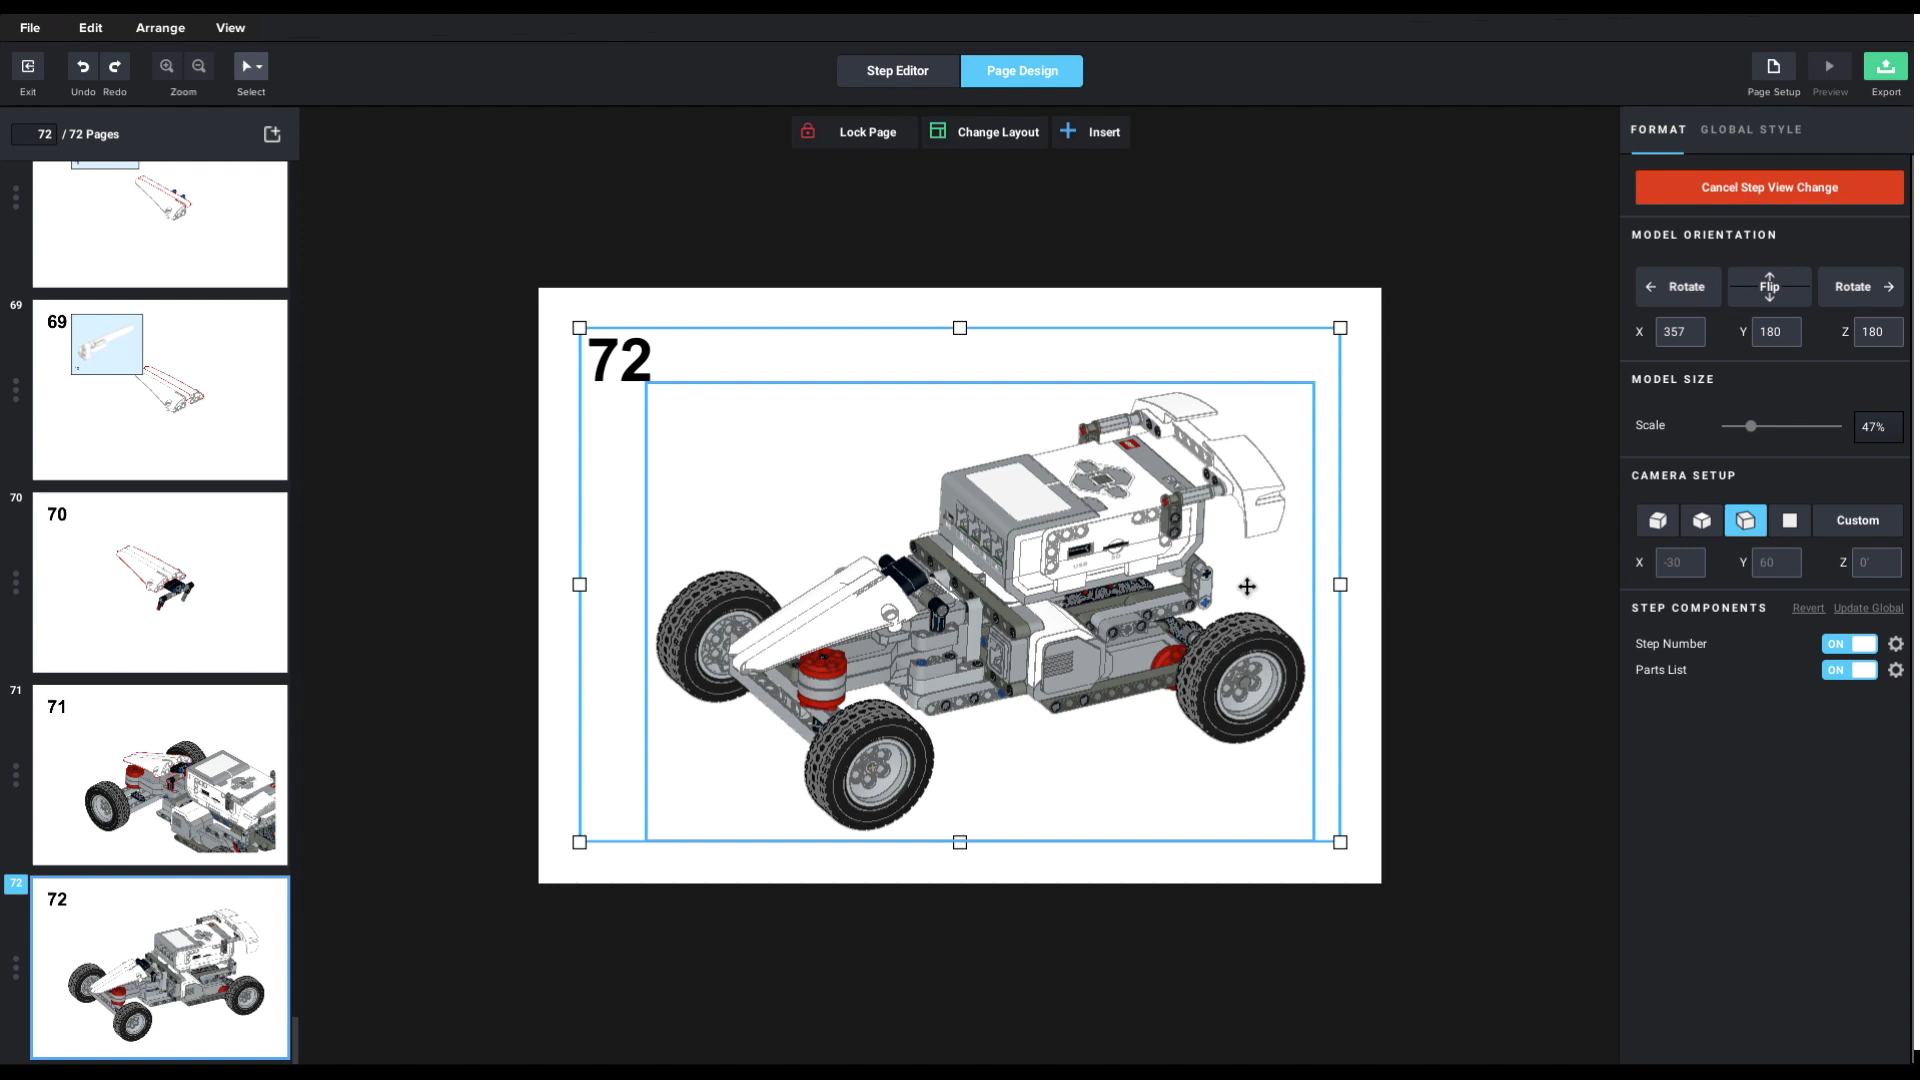 File Edit Arrange View
Exit Undo Redo Zoom Select
Step Editor Page Design
Page Setup Preview Export
72 / 72 Pages
Lock Page Change Layout Insert
69
69
70
70
71
71
72
72
72
USB
SD
FORMAT GLOBAL STYLE
Cancel Step View Change
MODEL ORIENTATION
Rotate Flip Rotate
X 357 Y 180 Z 180
MODEL SIZE
Scale 47%
CAMERA SETUP
Custom
X -30 Y 60 Z 0'
STEP COMPONENTS Revert Update Global
Step Number ON
Parts List ON